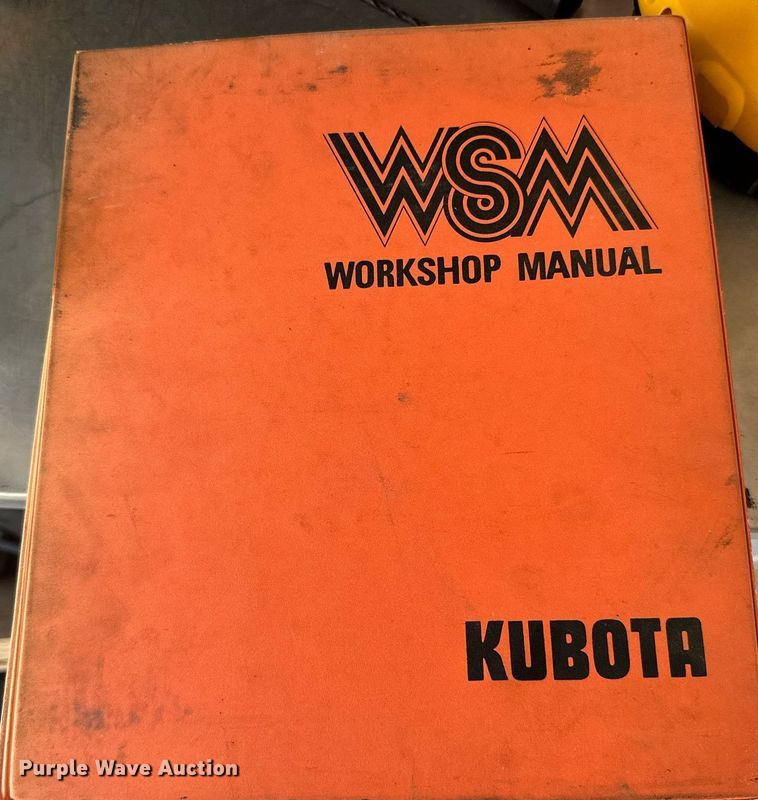 WSM
WORKSHOP MANUAL
KUBOTA
Purple Wave Auction